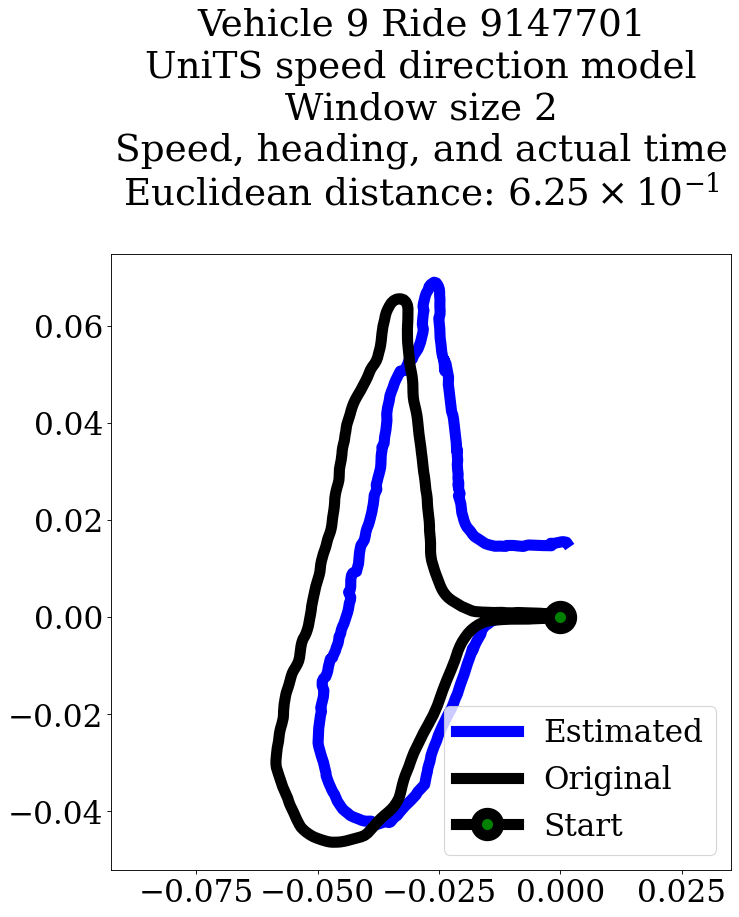 Vehicle 9 Ride 9147701
UniTS speed direction model
Window size 2
Speed, heading, and actual time
Euclidean distance: 6.25 × 10⁻¹
0.06
0.04
0.02
0.00
−0.02
−0.04
Estimated
Original
Start
−0.075 −0.050 −0.025 0.000 0.025